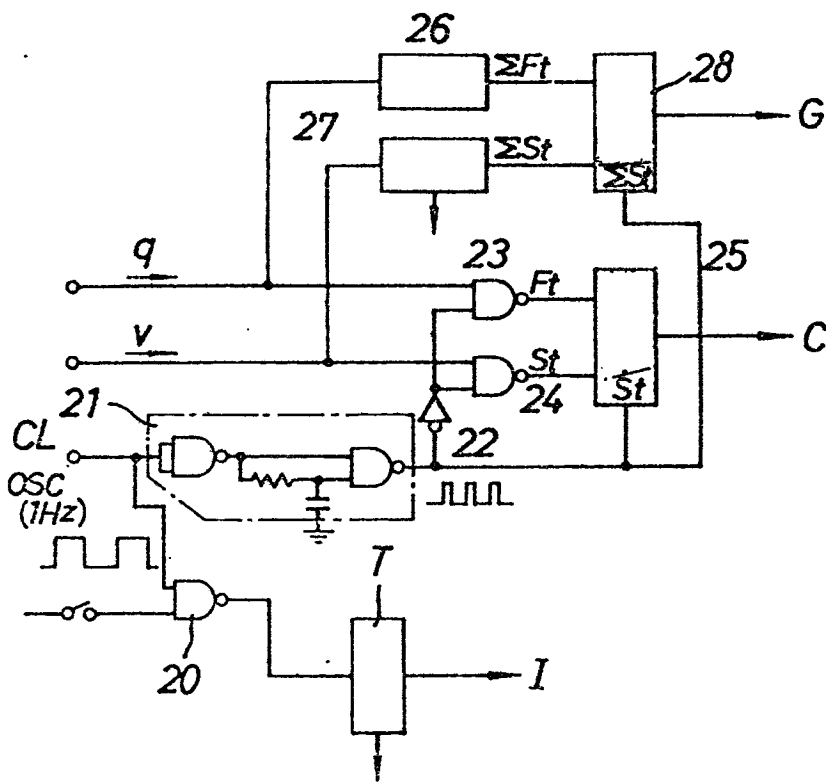 26
ΣFt
28
G
27
ΣSt
ΣSt
q
23
Ft
25
v
St
24
C
St
21
CL
22
OSC
(1Hz)
T
20
I